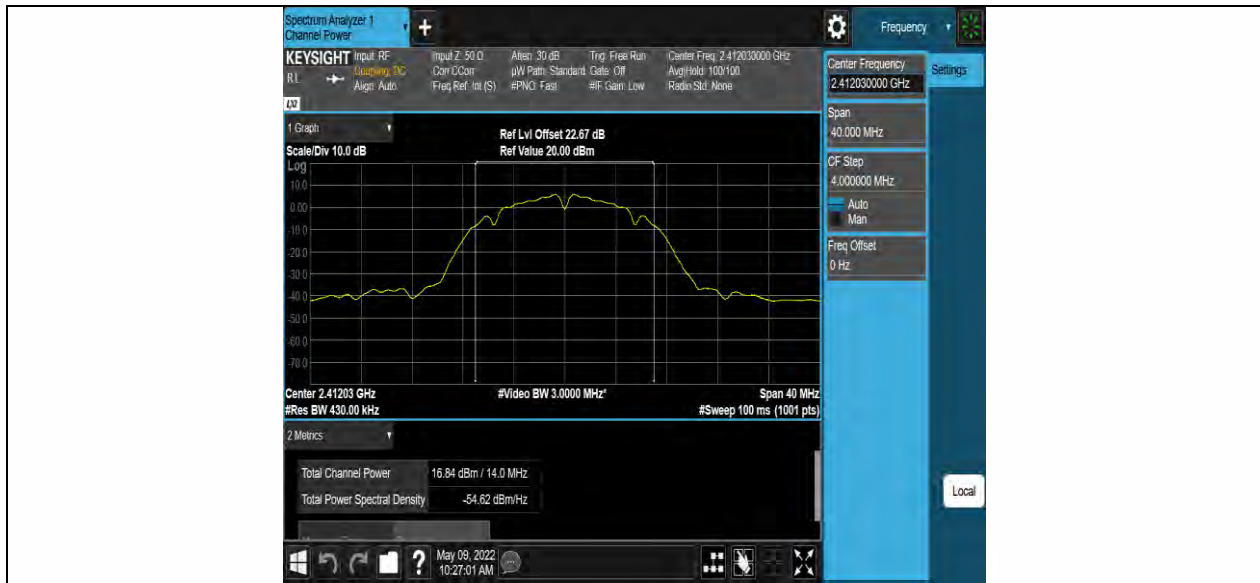 Spectrum Analyzer 1
Channel Power
+
Frequency
KEYSIGHT
RL
Input: RF
Coupling: DC
Align: Auto
Input Z: 50 Ω
Corr CCorr
Freq Ref: Int (S)
Atten: 30 dB
µW Path: Standard
#PNO: Fast
Trig: Free Run
Gate: Off
#IF Gain: Low
Center Freq: 2.412030000 GHz
Avg|Hold: 100/100
Radio Std: None
LXI
Center Frequency
2.412030000 GHz
Settings
Span
40.000 MHz
CF Step
4.000000 MHz
Auto
Man
Freq Offset
0 Hz
1 Graph
Scale/Div 10.0 dB
Ref Lvl Offset 22.67 dB
Ref Value 20.00 dBm
Log
10.0
0.00
-10.0
-20.0
-30.0
-40.0
-50.0
-60.0
-70.0
Center 2.41203 GHz
#Video BW 3.0000 MHz*
Span 40 MHz
#Res BW 430.00 kHz
#Sweep 100 ms (1001 pts)
2 Metrics
Total Channel Power 16.84 dBm / 14.0 MHz
Total Power Spectral Density -54.62 dBm/Hz
Local
?
May 09, 2022
10:27:01 AM